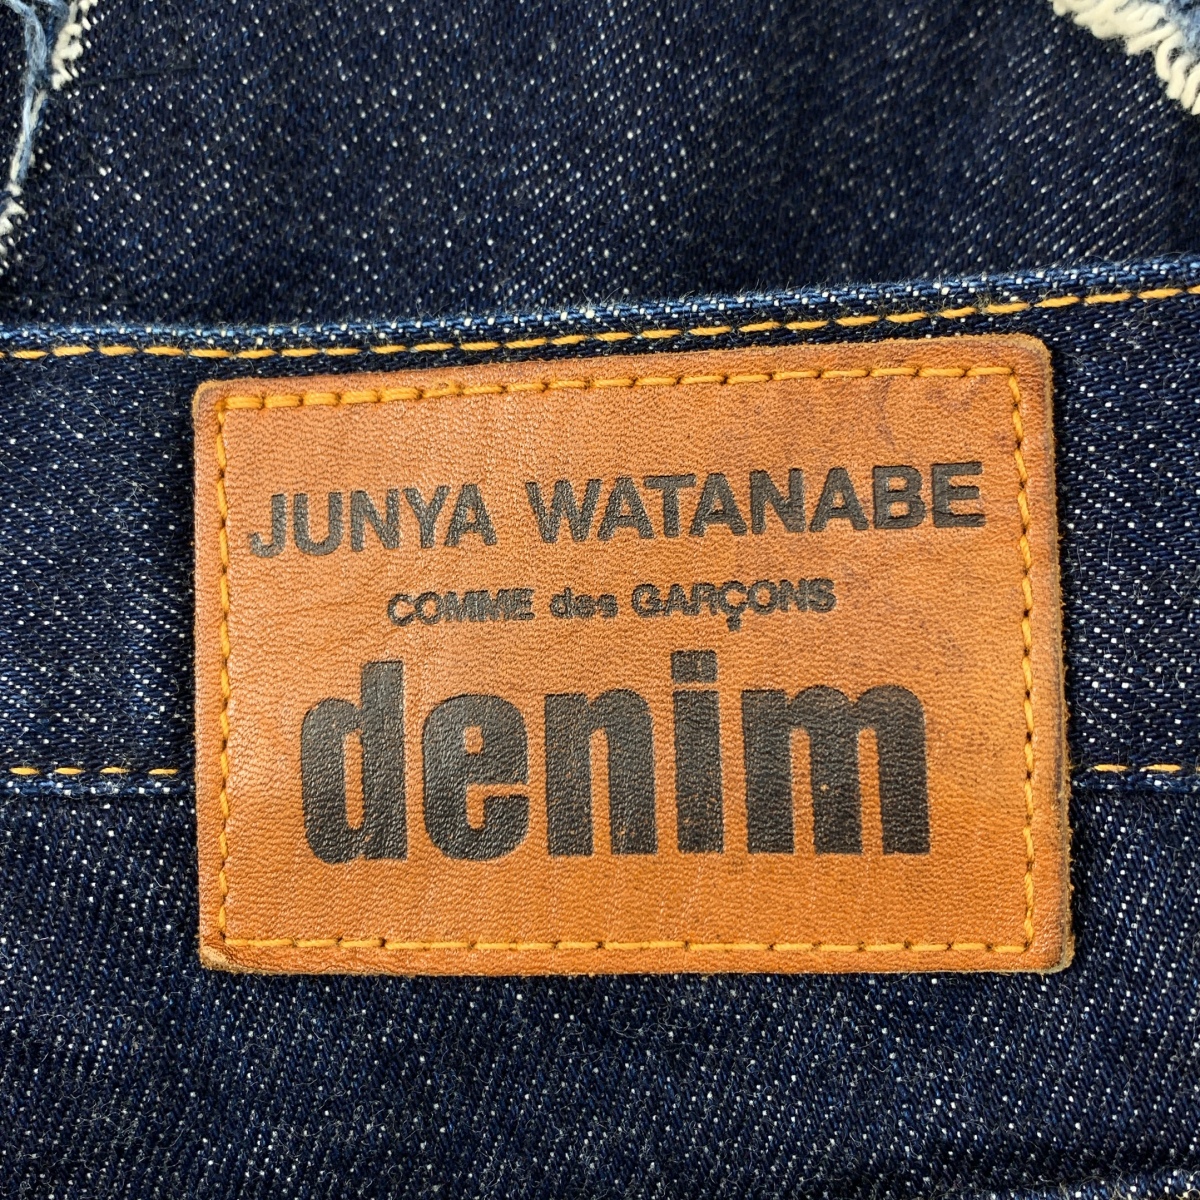 JUNYA WATANABE
COMME des GARÇONS
denim